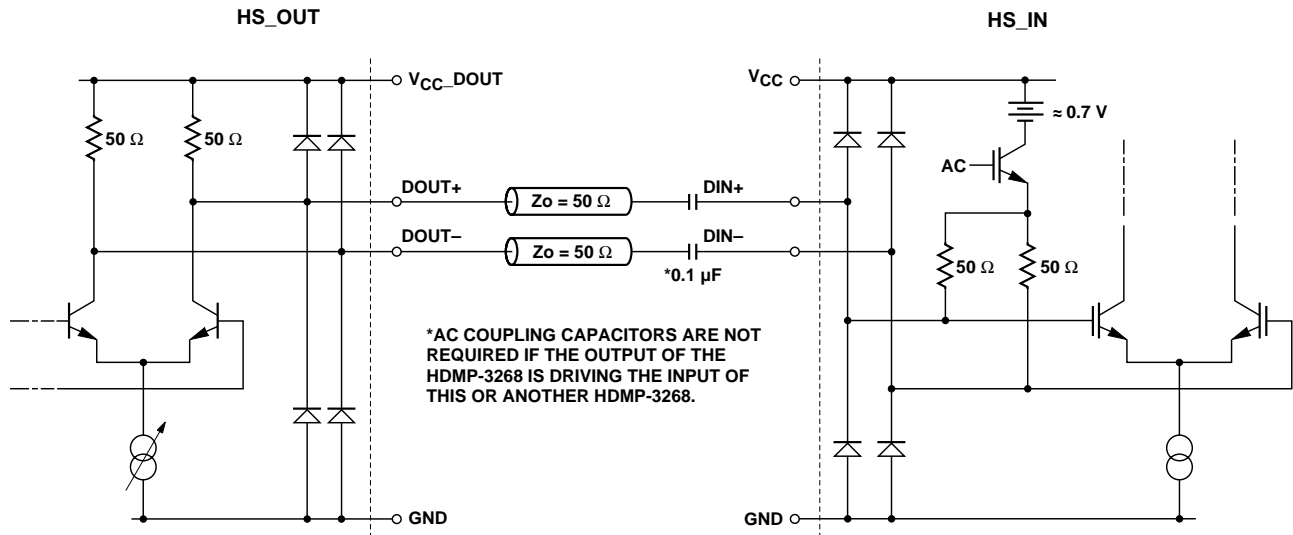 HS_OUT
HS_IN
VCC_DOUT
VCC
50 Ω
50 Ω
≈ 0.7 V
AC
DOUT+
Zo = 50 Ω
DIN+
DOUT–
Zo = 50 Ω
DIN–
*0.1 µF
50 Ω
50 Ω
*AC COUPLING CAPACITORS ARE NOT
REQUIRED IF THE OUTPUT OF THE
HDMP-3268 IS DRIVING THE INPUT OF
THIS OR ANOTHER HDMP-3268.
GND
GND